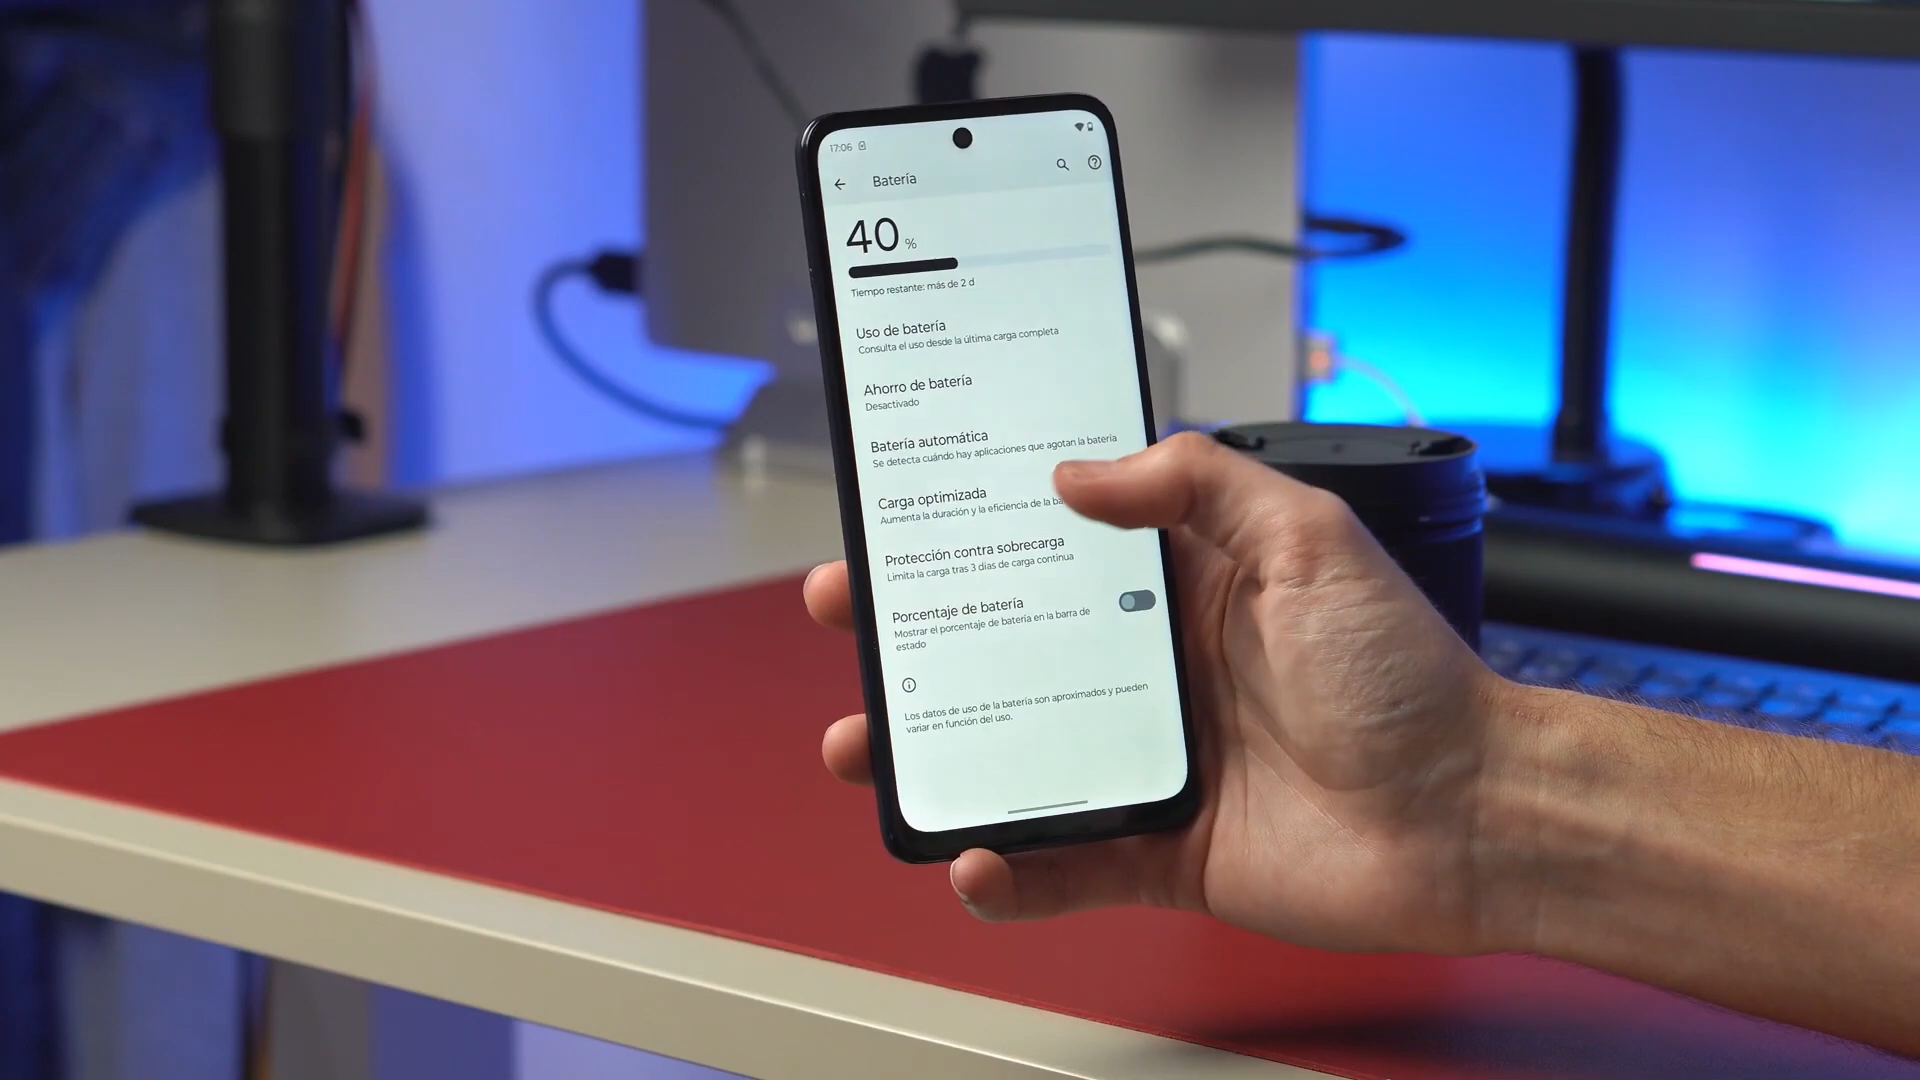 17:06
Batería
40 %
Tiempo restante: más de 2 d
Uso de batería
Consulta el uso desde la última carga completa
Ahorro de batería
Desactivado
Batería automática
Se detecta cuándo hay aplicaciones que agotan la batería
Carga optimizada
Aumenta la duración y la eficiencia de la
Protección contra sobrecarga
Limita la carga tras 3 días de carga continua
Porcentaje de batería
Mostrar el porcentaje de batería en la barra de
estado
Los datos de uso de la batería son aproximados y pueden
variar en función del uso.